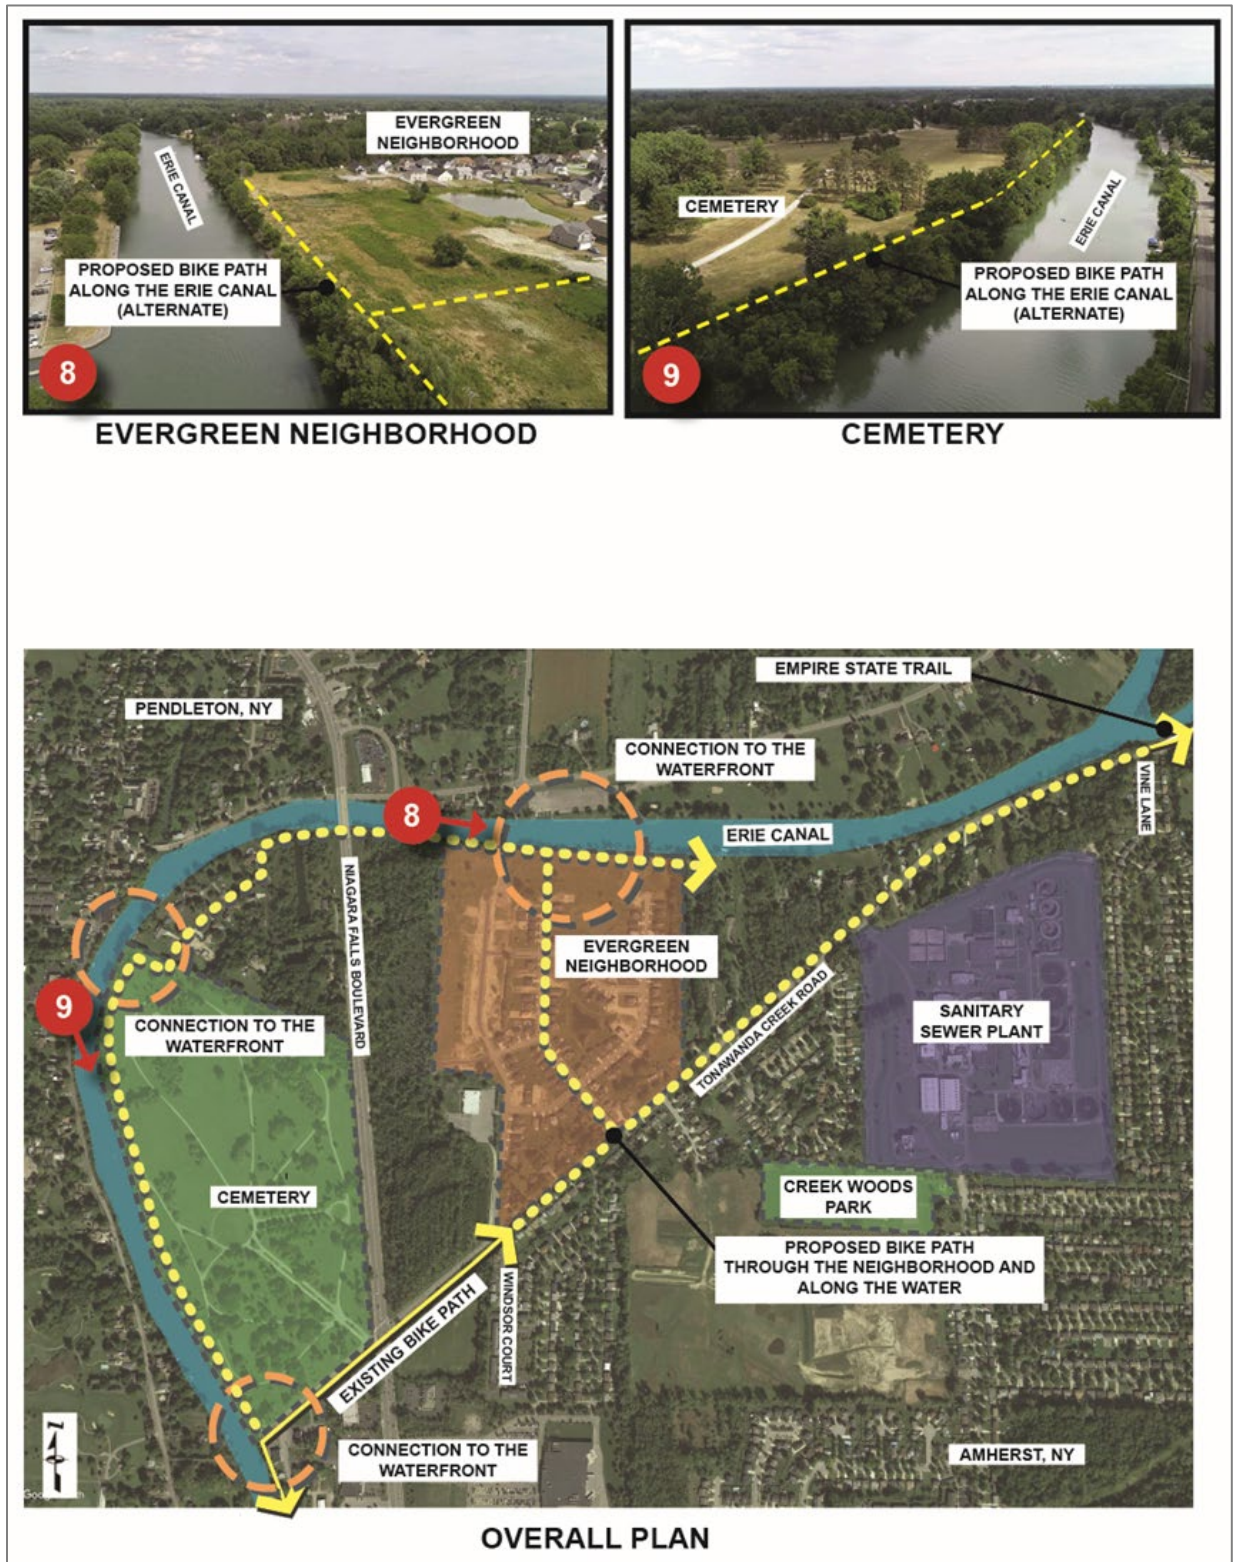 EVERGREEN
NEIGHBORHOOD
ERIE CANAL
PROPOSED BIKE PATH
ALONG THE ERIE CANAL
(ALTERNATE)
8
CEMETERY
ERIE CANAL
PROPOSED BIKE PATH
ALONG THE ERIE CANAL
(ALTERNATE)
9
EVERGREEN NEIGHBORHOOD
CEMETERY
EMPIRE STATE TRAIL
PENDLETON, NY
CONNECTION TO THE
WATERFRONT
VINE LANE
8
ERIE CANAL
NIAGARA FALLS BOULEVARD
EVERGREEN
NEIGHBORHOOD
9
CONNECTION TO THE
WATERFRONT
SANITARY
SEWER PLANT
TONAWANDA CREEK ROAD
CEMETERY
CREEK WOODS
PARK
PROPOSED BIKE PATH
THROUGH THE NEIGHBORHOOD AND
ALONG THE WATER
WINDSOR COURT
EXISTING BIKE PATH
CONNECTION TO THE
WATERFRONT
AMHERST, NY
OVERALL PLAN